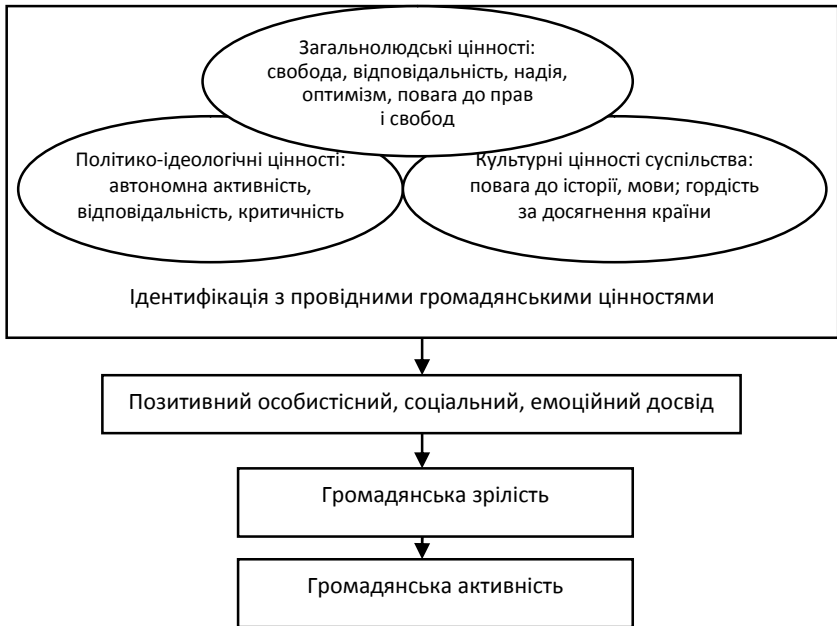 Загальнолюдські цінності:
свобода, відповідальність, надія,
оптимізм, повага до прав
і свобод
Політико-ідеологічні цінності:
автономна активність,
відповідальність, критичність
Культурні цінності суспільства:
повага до історії, мови; гордість
за досягнення країни
Ідентифікація з провідними громадянськими цінностями
Позитивний особистісний, соціальний, емоційний досвід
Громадянська зрілість
Громадянська активність